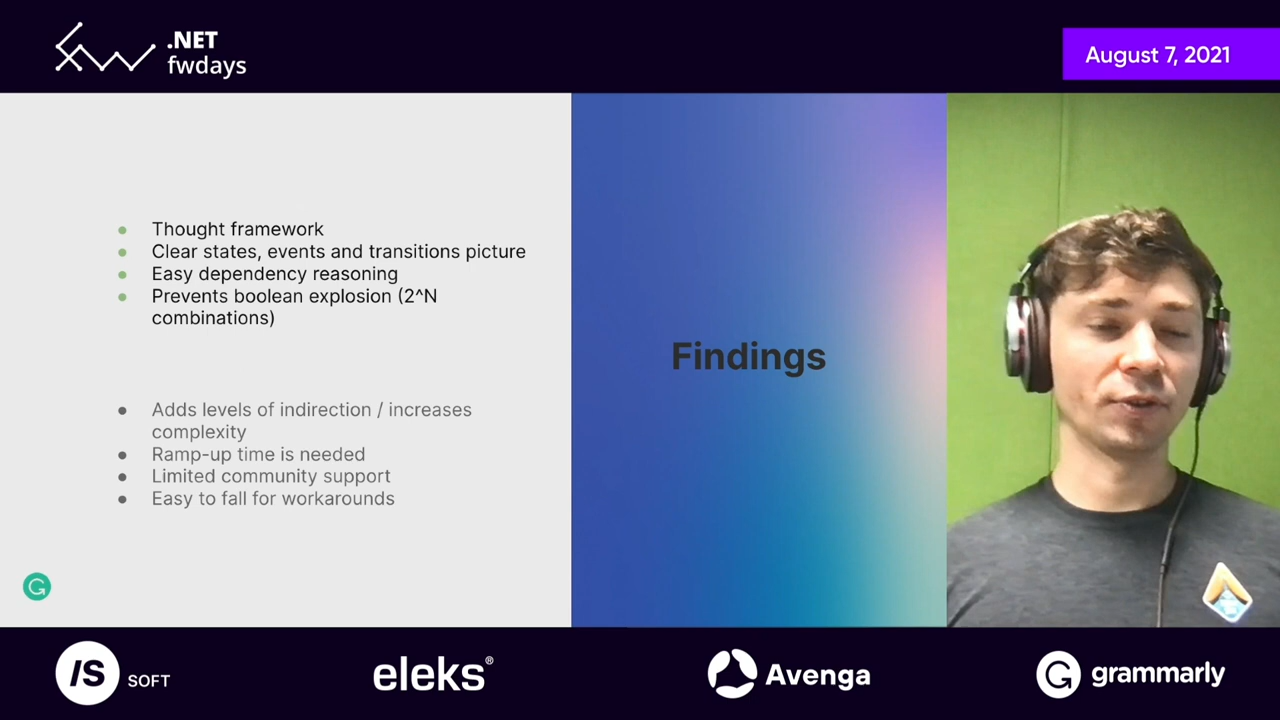 .NET
fwdays
August 7, 2021
Thought framework
Clear states, events and transitions picture
Easy dependency reasoning
Prevents boolean explosion (2^N
combinations)
Adds levels of indirection / increases
complexity
Ramp-up time is needed
Limited community support
Easy to fall for workarounds
Findings
IS SOFT
eleks®
Avenga
grammarly